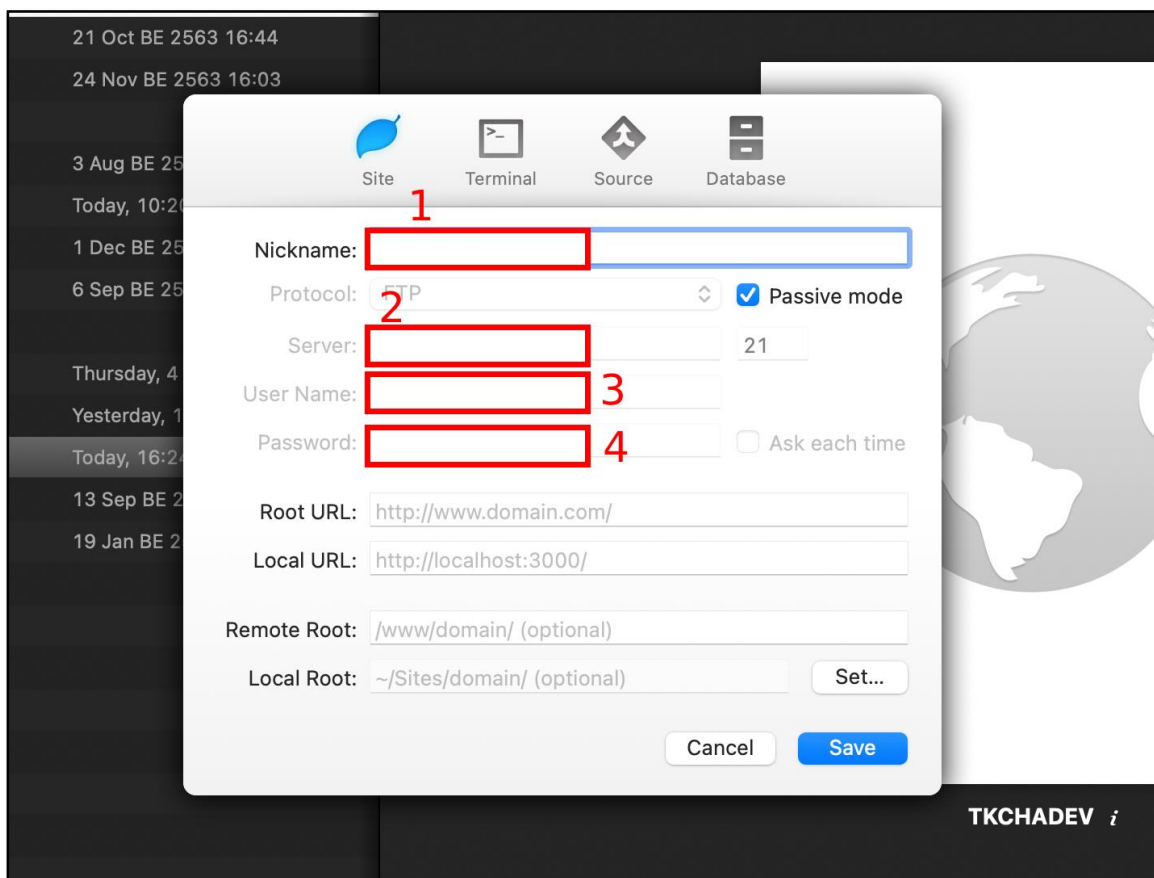 21 Oct BE 2563 16:44
24 Nov BE 2563 16:03
3 Aug BE 25
Today, 10:20
1 Dec BE 25
6 Sep BE 25
Thursday, 4
Yesterday, 1
Today, 16:24
13 Sep BE 2
19 Jan BE 2
Site Terminal Source Database
1
Nickname:
Protocol: FTP Passive mode
2
Server: 21
User Name: 3
Password: 4 Ask each time
Root URL: http://www.domain.com/
Local URL: http://localhost:3000/
Remote Root: /www/domain/ (optional)
Local Root: ~/Sites/domain/ (optional) Set...
Cancel Save
TKCHADEV i